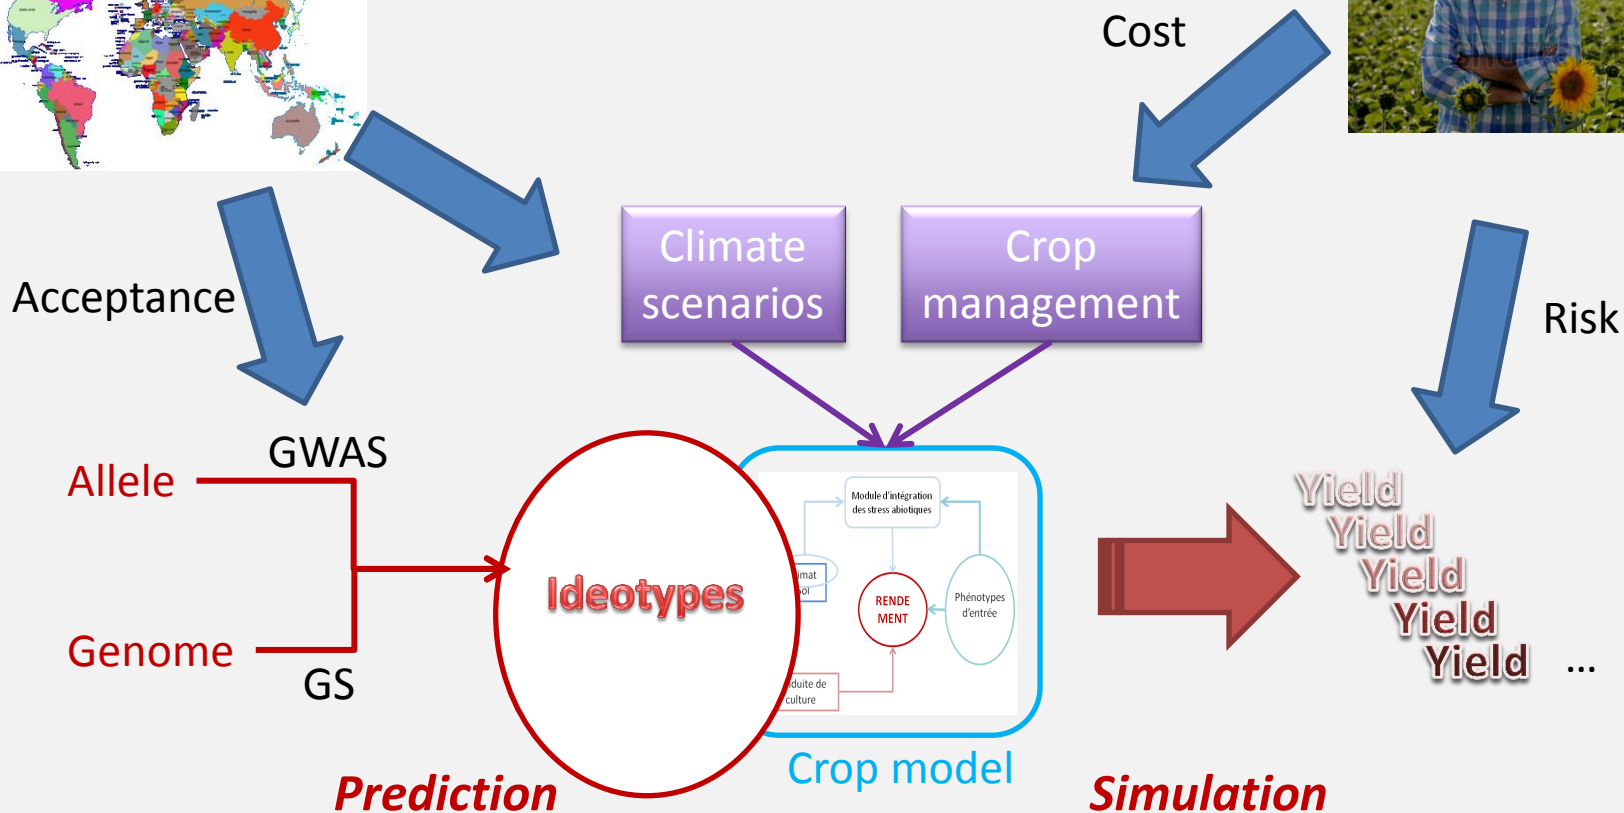 Cost
Climate
scenarios
Crop
management
Acceptance
Risk
GWAS
Allele
Genome
GS
Ideotypes
Module d'intégration
des stress abiotiques
RENDE
MENT
Phénotypes
d'entrée
culture
Crop model
Yield
Yield
Yield
Yield
Yield ...
Prediction
Simulation